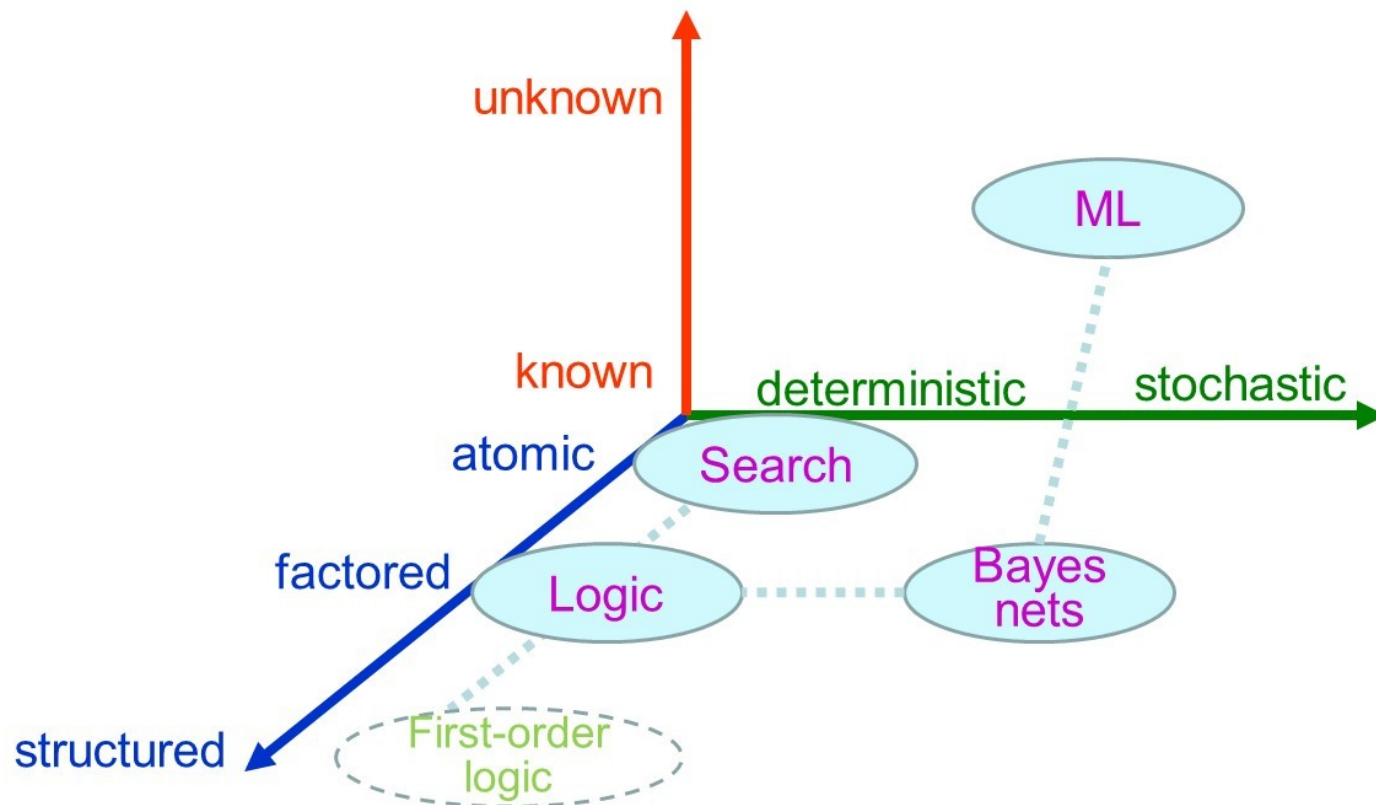 unknown
ML
known
deterministic
stochastic
atomic
Search
factored
Logic
Bayes
nets
structured
First-order
logic